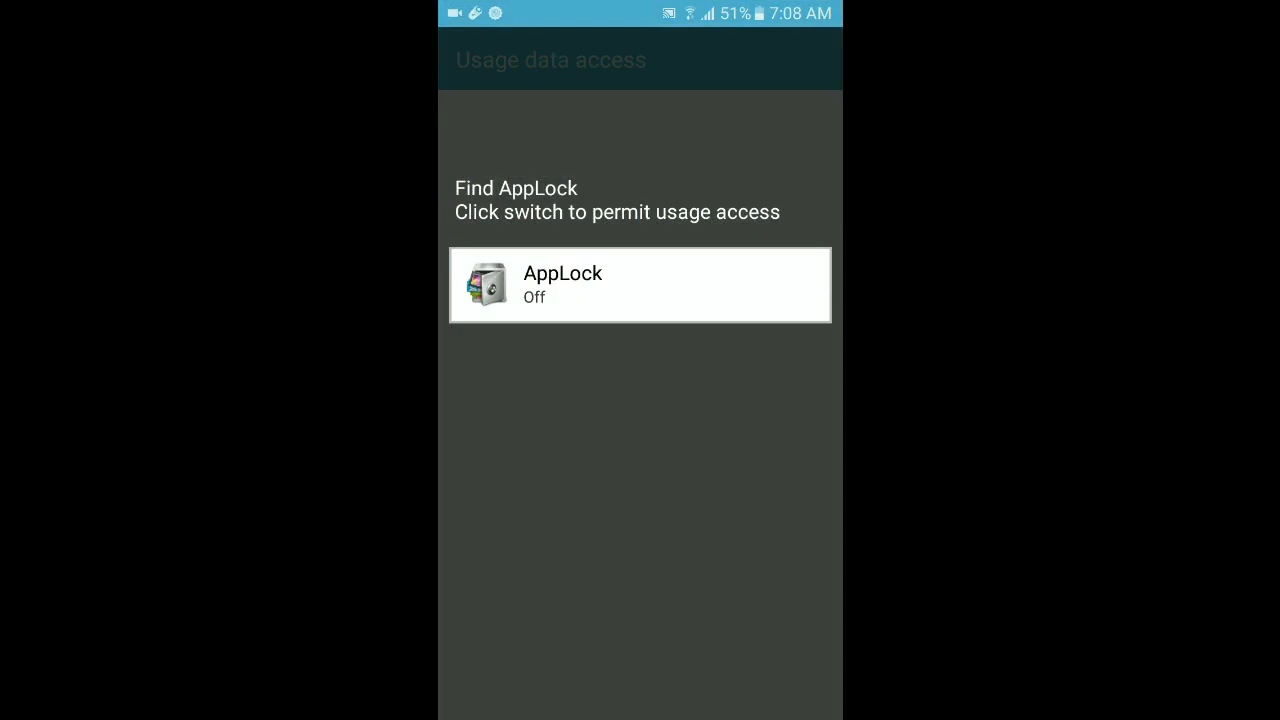 51% 7:08 AM
Usage data access
Find AppLock
Click switch to permit usage access
AppLock
Off